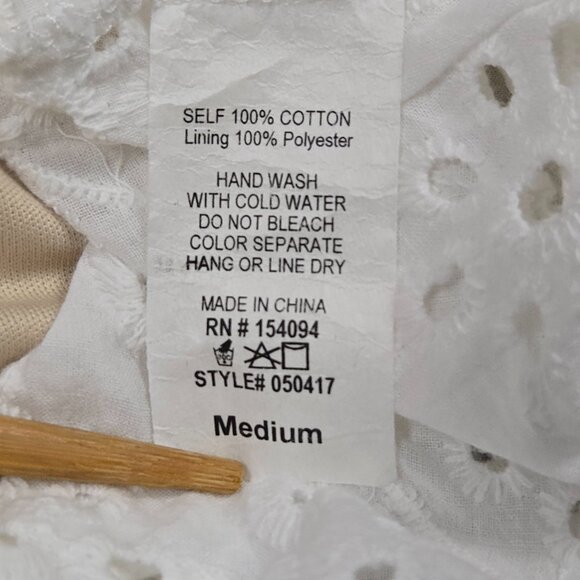 SELF 100% COTTON
Lining 100% Polyester
HAND WASH
WITH COLD WATER
DO NOT BLEACH
COLOR SEPARATE
HANG OR LINE DRY
MADE IN CHINA
RN # 154094
STYLE# 050417
Medium